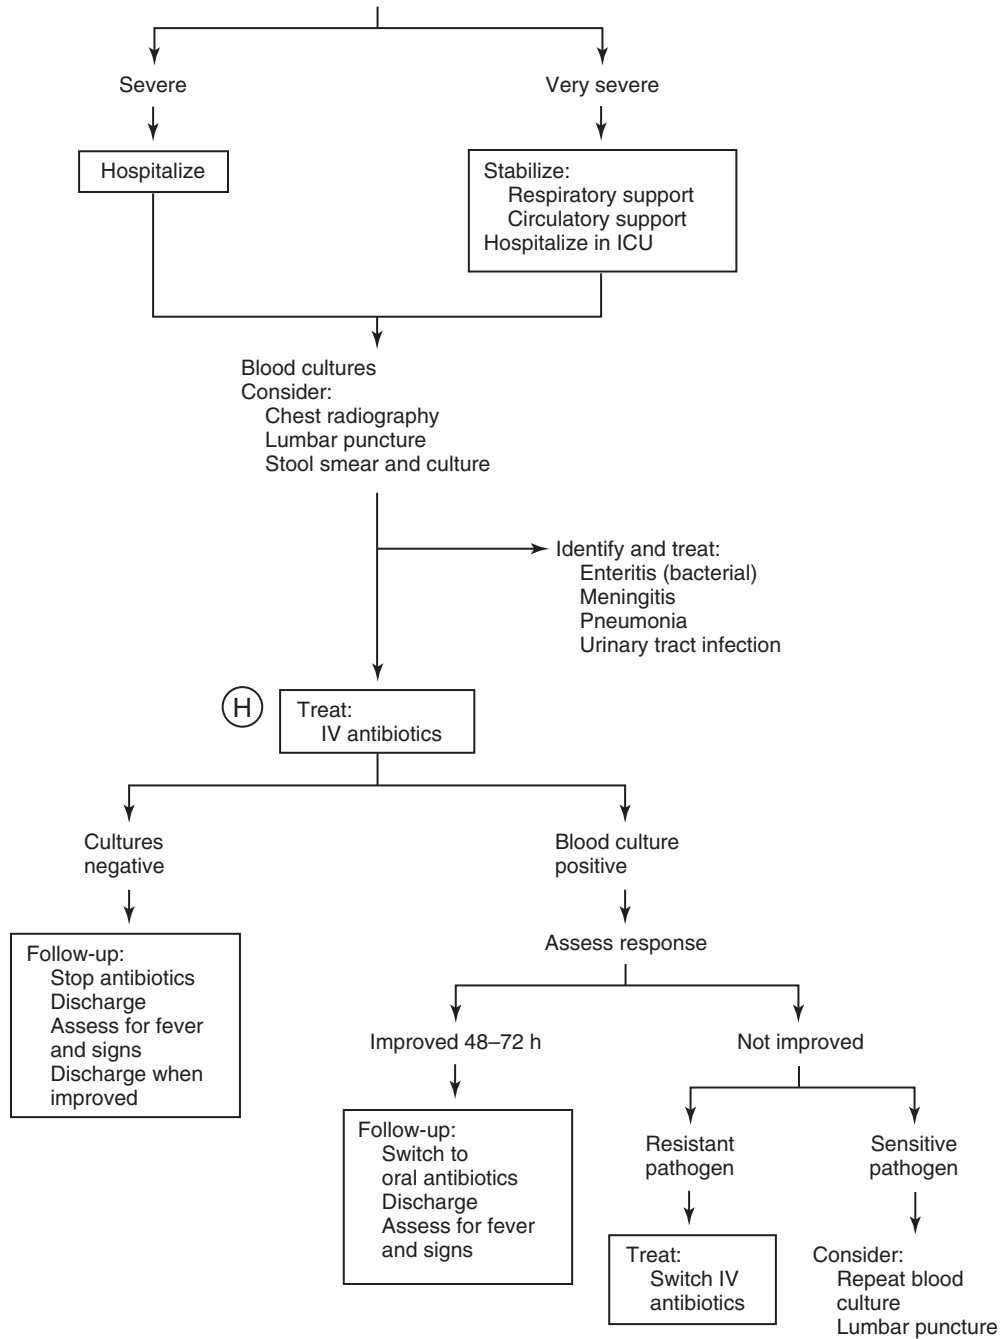 Severe
Very severe
Hospitalize
Stabilize:
Respiratory support
Circulatory support
Hospitalize in ICU
Blood cultures
Consider:
Chest radiography
Lumbar puncture
Stool smear and culture
Identify and treat:
Enteritis (bacterial)
Meningitis
Pneumonia
Urinary tract infection
H
Treat:
IV antibiotics
Cultures
negative
Blood culture
positive
Follow-up:
Stop antibiotics
Discharge
Assess for fever
and signs
Discharge when
improved
Assess response
Improved 48–72 h
Not improved
Follow-up:
Switch to
oral antibiotics
Discharge
Assess for fever
and signs
Resistant
pathogen
Sensitive
pathogen
Treat:
Switch IV
antibiotics
Consider:
Repeat blood
culture
Lumbar puncture